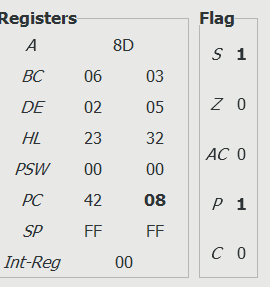 Registers
A 8D
BC 06 03
DE 02 05
HL 23 32
PSW 00 00
PC 42 08
SP FF FF
Int-Reg 00
Flag
S 1
Z 0
AC 0
P 1
C 0